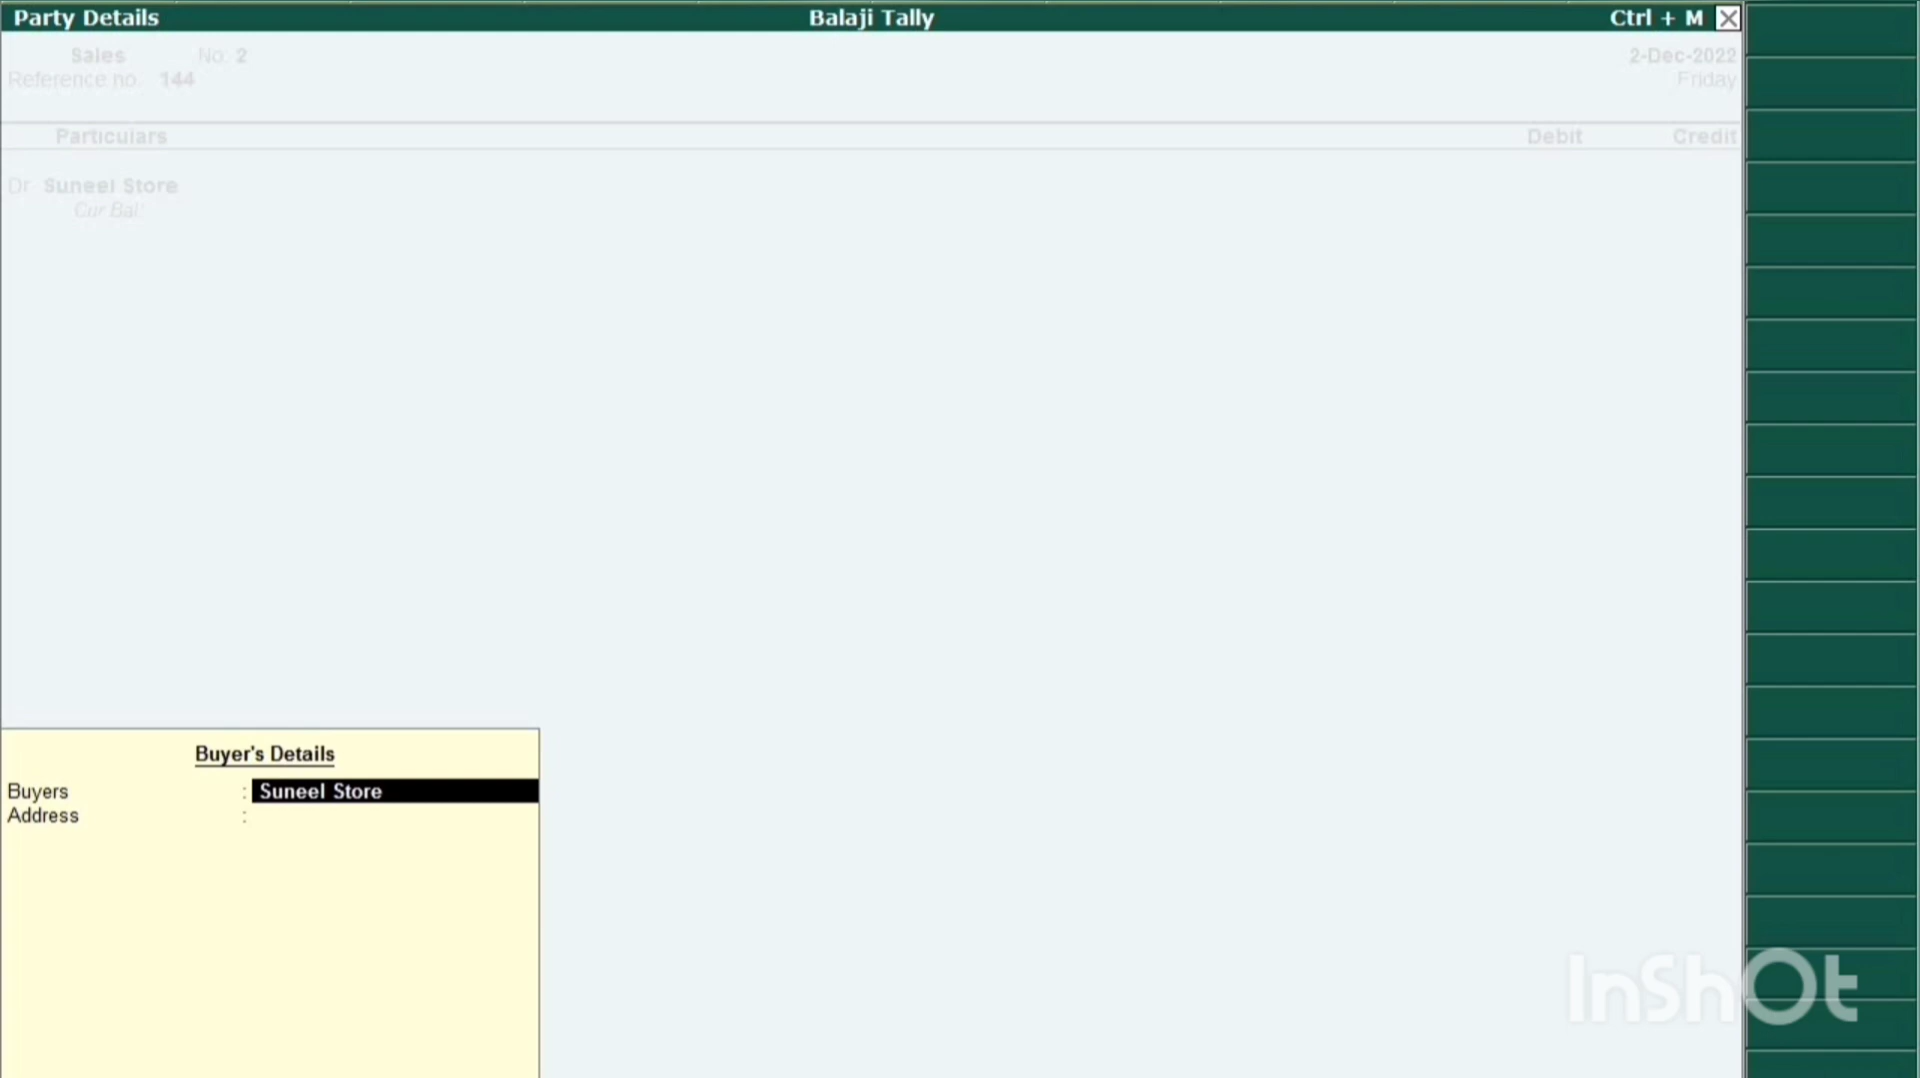 Party Details Balaji Tally Ctrl + M
Sales No. 2 2-Dec-2022
Reference no. 144 Friday
Particulars Debit Credit
Dr Suneel Store
Cur Bal:
Buyer's Details
Buyers : Suneel Store
Address :
InShOt